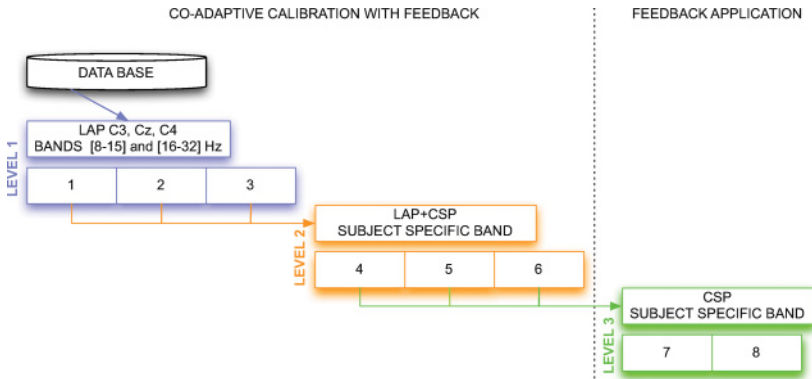 CO-ADAPTIVE CALIBRATION WITH FEEDBACK
FEEDBACK APPLICATION
DATA BASE
LEVEL 1
LAP C3, Cz, C4
BANDS [8-15] and [16-32] Hz
1 2 3
LEVEL 2
LAP+CSP
SUBJECT SPECIFIC BAND
4 5 6
LEVEL 3
CSP
SUBJECT SPECIFIC BAND
7 8